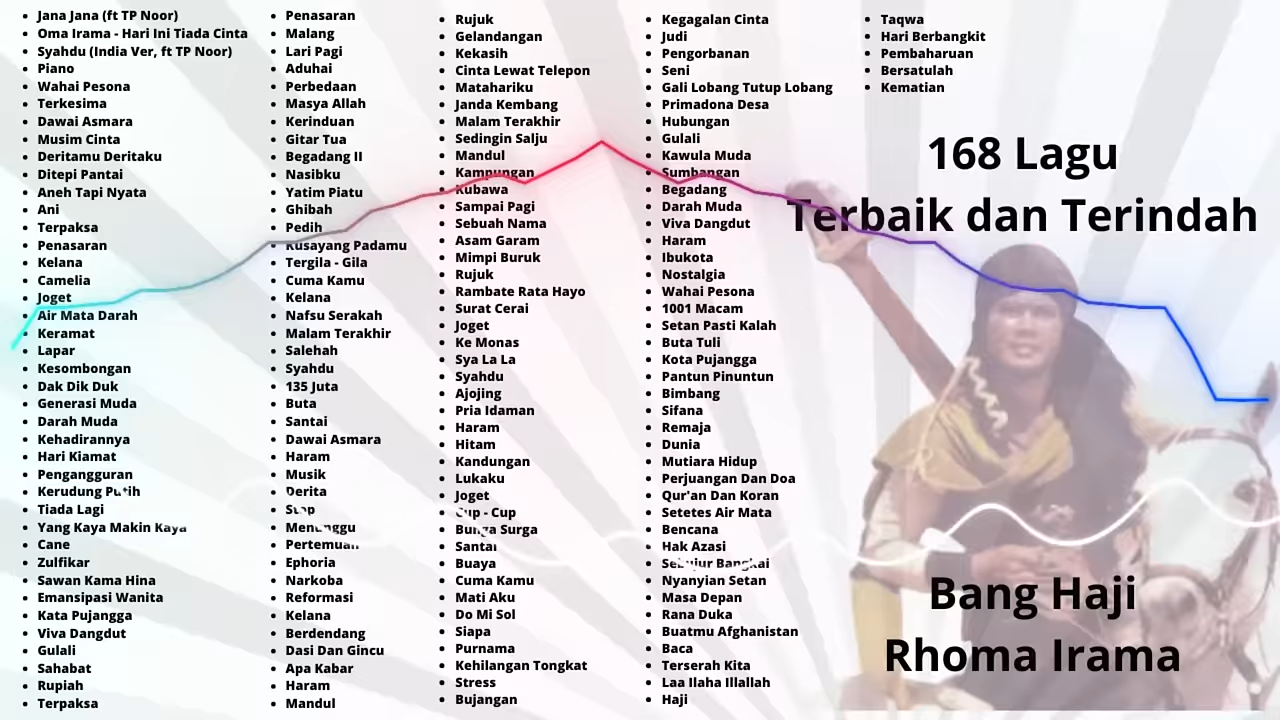 Jana Jana (ft TP Noor)
Oma Irama - Hari Ini Tiada Cinta
Syahdu (India Ver, ft TP Noor)
Piano
Wahai Pesona
Terkesima
Dawai Asmara
Musim Cinta
Deritamu Deritaku
Ditepi Pantai
Aneh Tapi Nyata
Ani
Terpaksa
Penasaran
Kelana
Camelia
Joget
Air Mata Darah
Keramat
Lapar
Kesombongan
Dak Dik Duk
Generasi Muda
Darah Muda
Kehadirannya
Hari Kiamat
Pengangguran
Kerudung Putih
Tiada Lagi
Yang Kaya Makin Kaya
Cane
Zulfikar
Sawan Kama Hina
Emansipasi Wanita
Kata Pujangga
Viva Dangdut
Gulali
Sahabat
Rupiah
Terpaksa
Penasaran
Malang
Lari Pagi
Aduhai
Perbedaan
Masya Allah
Kerinduan
Gitar Tua
Begadang II
Nasibku
Yatim Piatu
Ghibah
Pedih
Kusayang Padamu
Tergila - Gila
Cuma Kamu
Kelana
Nafsu Serakah
Malam Terakhir
Salehah
Syahdu
135 Juta
Buta
Santai
Dawai Asmara
Haram
Musik
Derita
Stop
Menunggu
Pertemuan
Ephoria
Narkoba
Reformasi
Kelana
Berdendang
Dasi Dan Gincu
Apa Kabar
Haram
Mandul
Rujuk
Gelandangan
Kekasih
Cinta Lewat Telepon
Matahariku
Janda Kembang
Malam Terakhir
Sedingin Salju
Mandul
Kampungan
Kubawa
Sampai Pagi
Sebuah Nama
Asam Garam
Mimpi Buruk
Rujuk
Rambate Rata Hayo
Surat Cerai
Joget
Ke Monas
Sya La La
Syahdu
Ajojing
Pria Idaman
Haram
Hitam
Kandungan
Lukaku
Joget
Cup - Cup
Bunga Surga
Santai
Buaya
Cuma Kamu
Mati Aku
Do Mi Sol
Siapa
Purnama
Kehilangan Tongkat
Stress
Bujangan
Kegagalan Cinta
Judi
Pengorbanan
Seni
Gali Lobang Tutup Lobang
Primadona Desa
Hubungan
Gulali
Kawula Muda
Sumbangan
Begadang
Darah Muda
Viva Dangdut
Haram
Ibukota
Nostalgia
Wahai Pesona
1001 Macam
Setan Pasti Kalah
Buta Tuli
Kota Pujangga
Pantun Pinuntun
Bimbang
Sifana
Remaja
Dunia
Mutiara Hidup
Perjuangan Dan Doa
Qur'an Dan Koran
Setetes Air Mata
Bencana
Hak Azasi
Sebujur Bangkai
Nyanyian Setan
Masa Depan
Rana Duka
Buatmu Afghanistan
Baca
Terserah Kita
Laa Ilaha Illallah
Haji
Taqwa
Hari Berbangkit
Pembaharuan
Bersatulah
Kematian
168 Lagu
Terbaik dan Terindah
Bang Haji
Rhoma Irama